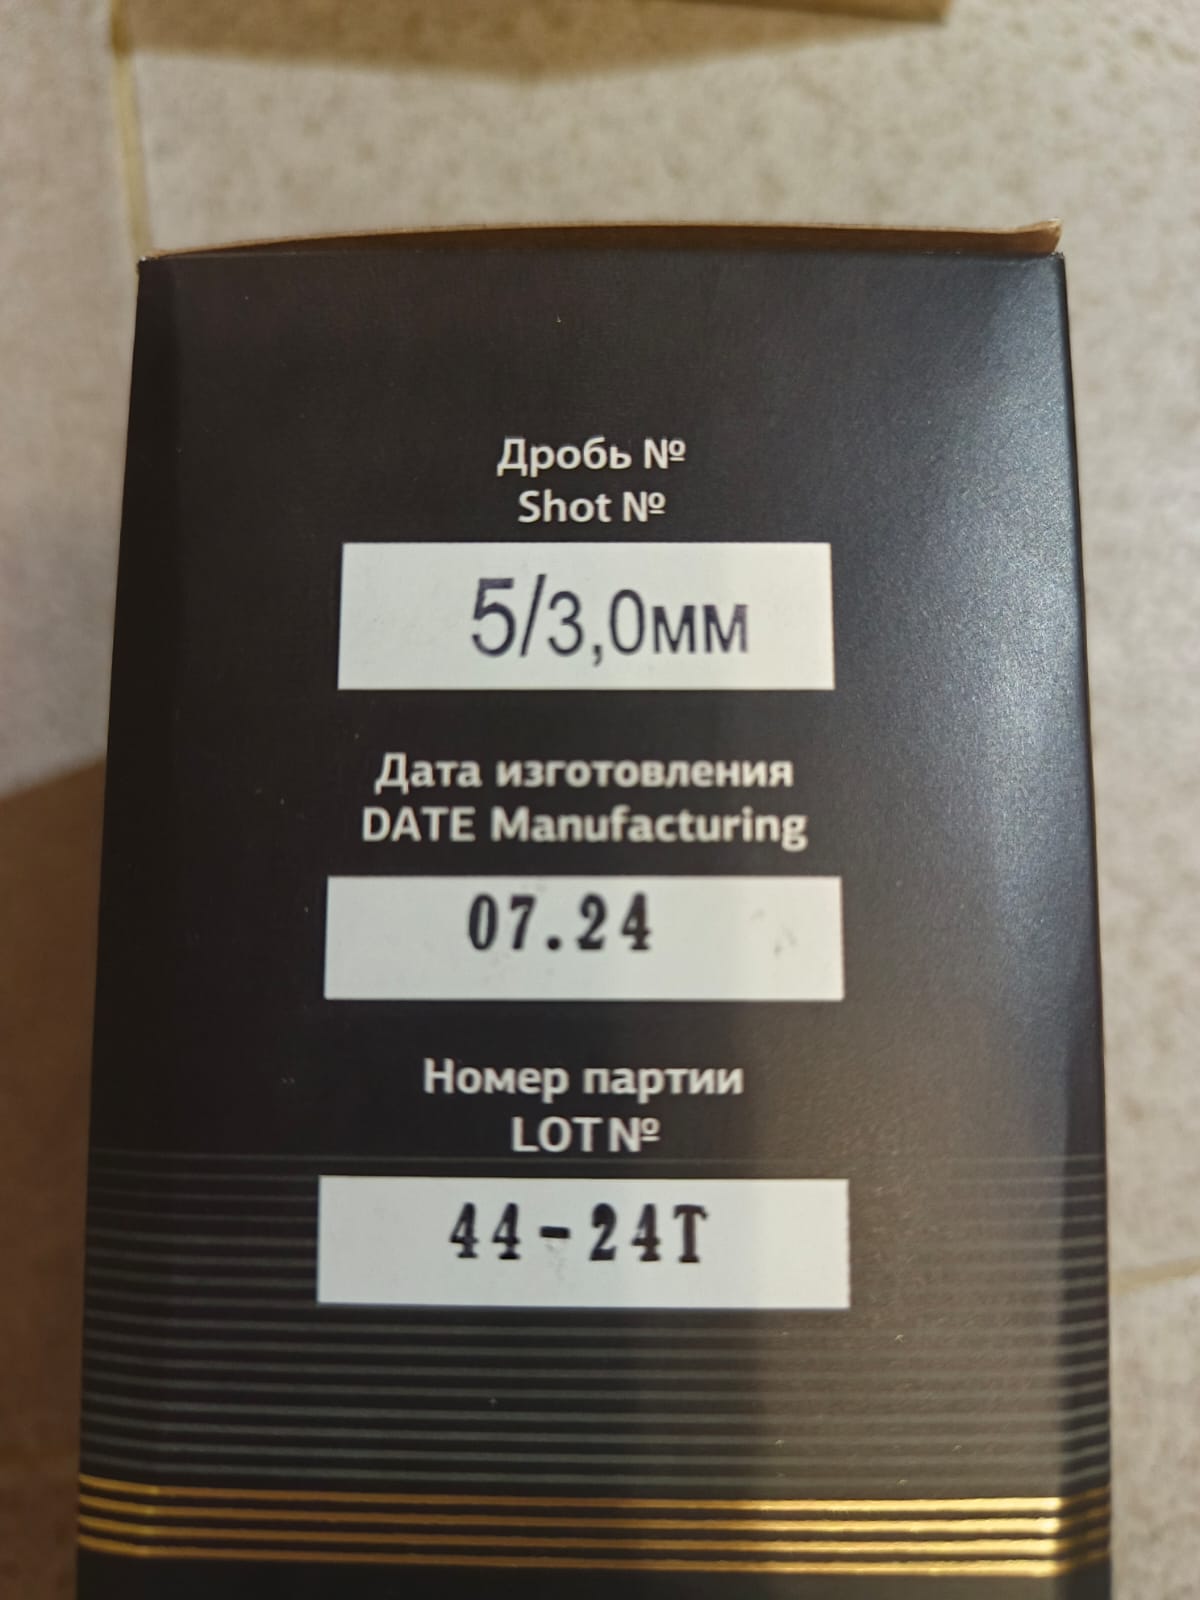 Дробь №
Shot №
5/3,0мм
Дата изготовления
DATE Manufacturing
07.24
Номер партии
LOT №
44-24T